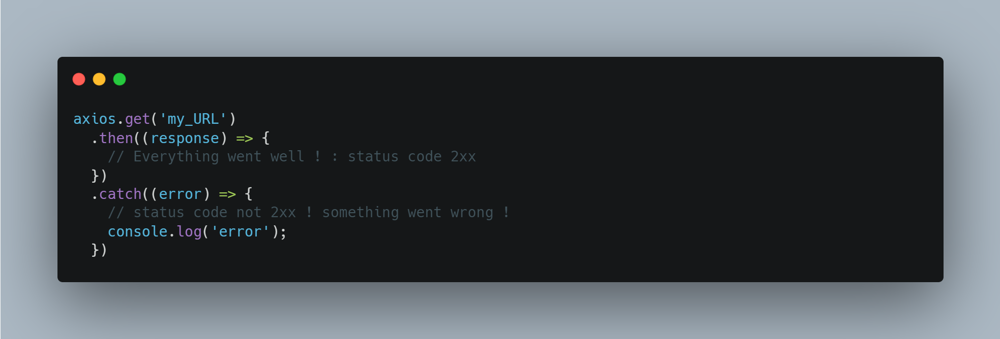 axios.get('my_URL')
  .then((response) => {
    // Everything went well ! : status code 2xx
  })
  .catch((error) => {
    // status code not 2xx ! something went wrong !
    console.log('error');
  })